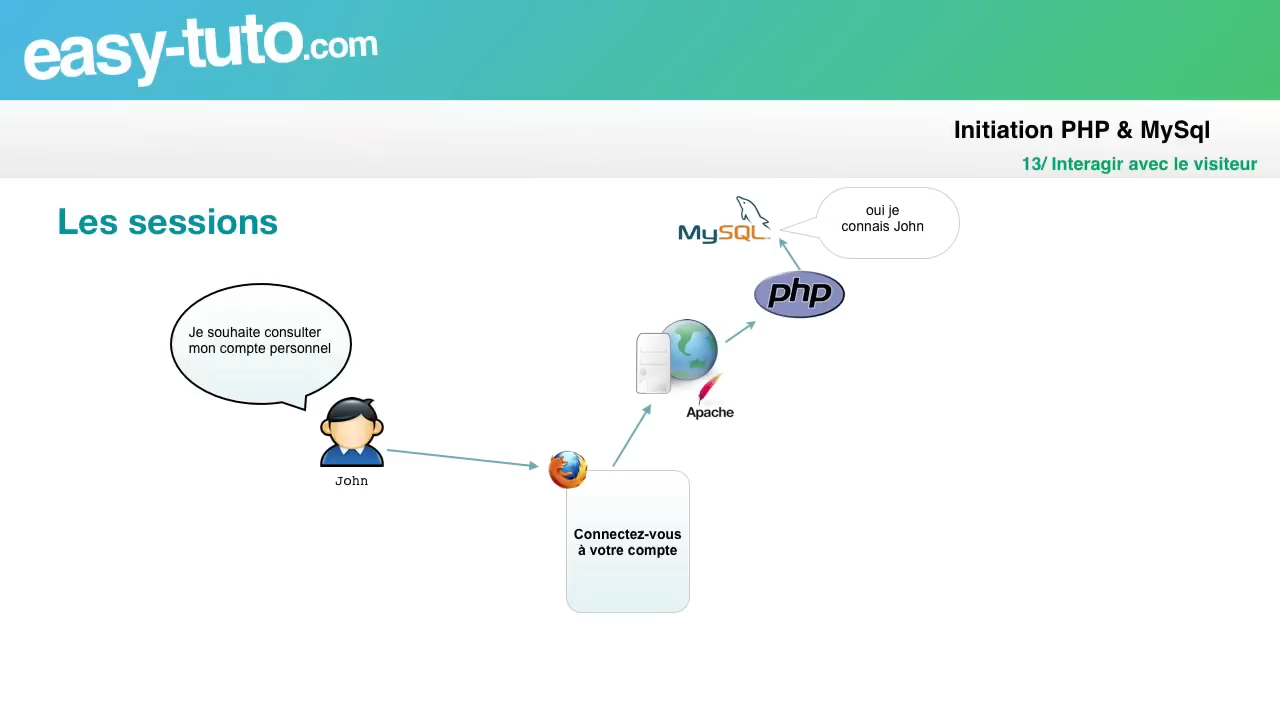 easy-tuto.com
Initiation PHP & MySql
13/ Interagir avec le visiteur
Les sessions
MySQL
oui je
connais John
php
Je souhaite consulter
mon compte personnel
Apache
John
Connectez-vous
à votre compte